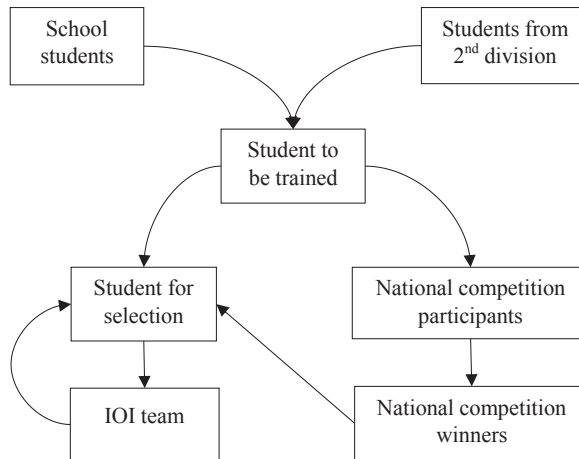 School
students
Students from
2nd division
Student to
be trained
Student for
selection
National competition
participants
IOI team
National competition
winners